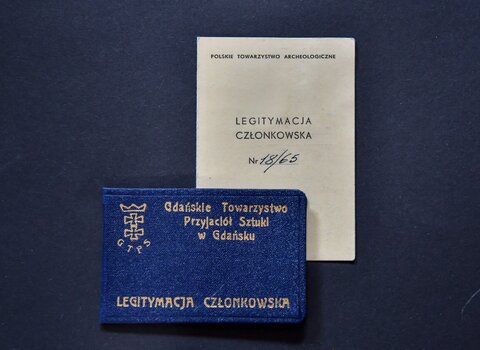 POLSKIE TOWARZYSTWO ARCHEOLOGICZNE
LEGITYMACJA
CZŁONKOWSKA
Nr 18/65
Gdańskie Towarzystwo
Przyjaciół Sztuki
w Gdańsku
GTPS
LEGITYMACJA CZŁONKOWSKA